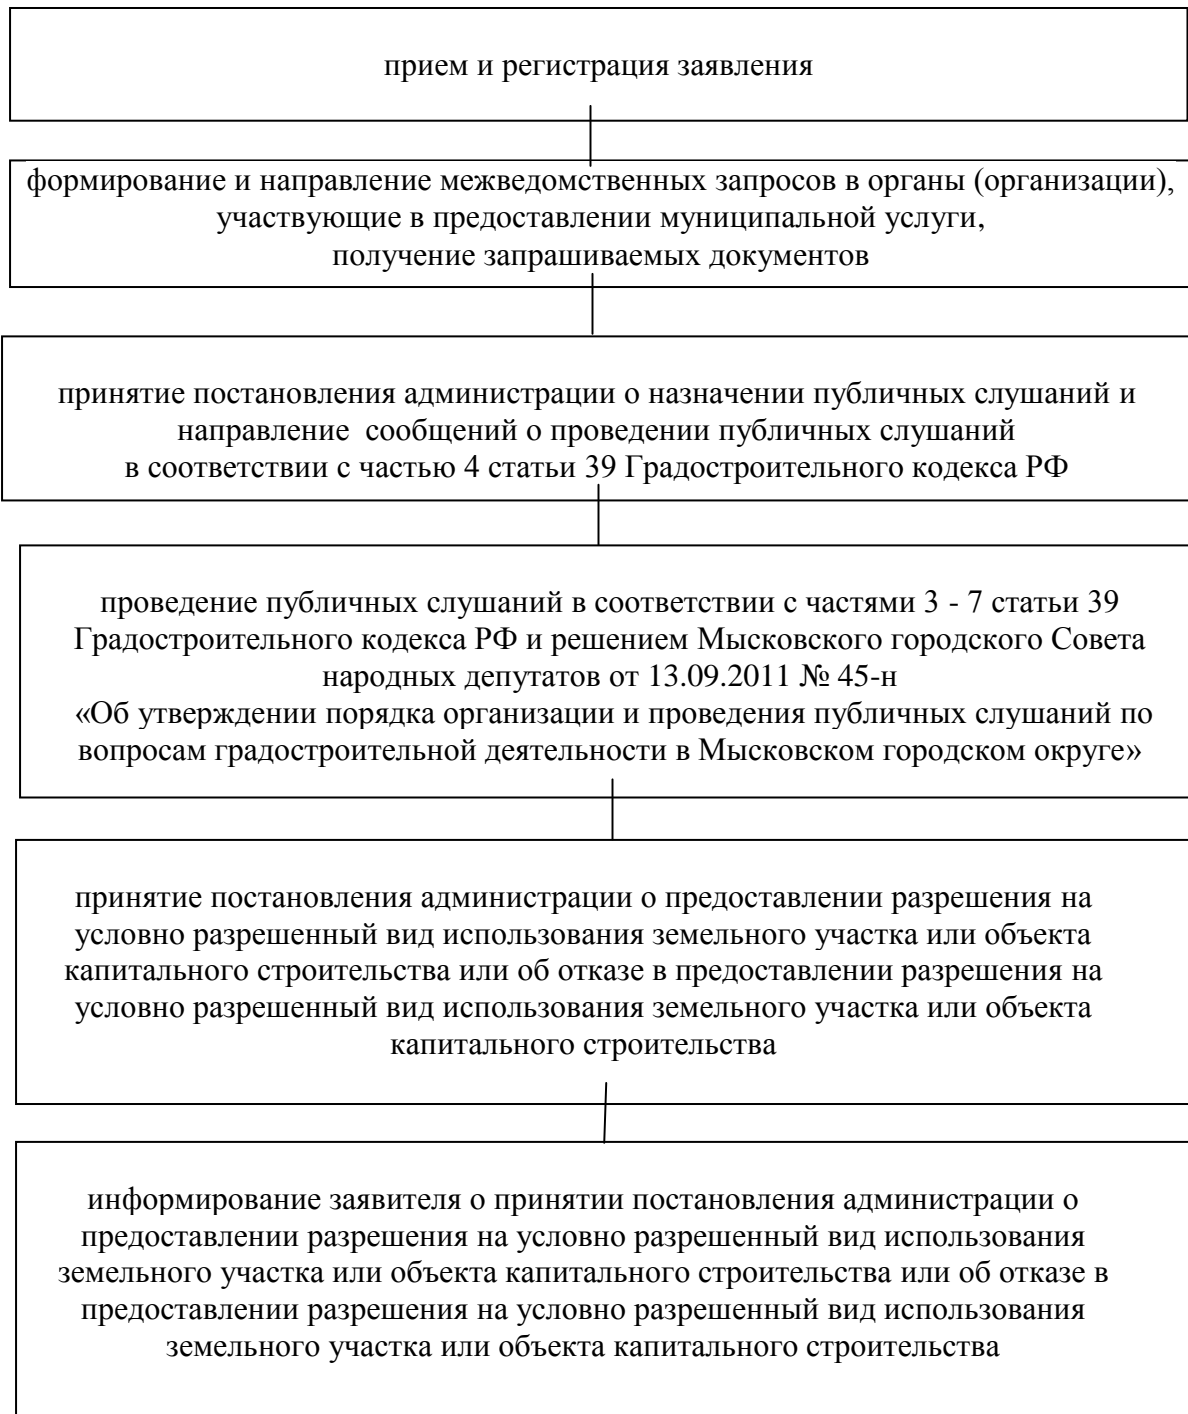 прием и регистрация заявления
формирование и направление межведомственных запросов в органы (организации),
участвующие в предоставлении муниципальной услуги,
получение запрашиваемых документов
принятие постановления администрации о назначении публичных слушаний и
направление  сообщений о проведении публичных слушаний
в соответствии с частью 4 статьи 39 Градостроительного кодекса РФ
проведение публичных слушаний в соответствии с частями 3 - 7 статьи 39
Градостроительного кодекса РФ и решением Мысковского городского Совета
народных депутатов от 13.09.2011 № 45-н
«Об утверждении порядка организации и проведения публичных слушаний по
вопросам градостроительной деятельности в Мысковском городском округе»
принятие постановления администрации о предоставлении разрешения на
условно разрешенный вид использования земельного участка или объекта
капитального строительства или об отказе в предоставлении разрешения на
условно разрешенный вид использования земельного участка или объекта
капитального строительства
информирование заявителя о принятии постановления администрации о
предоставлении разрешения на условно разрешенный вид использования
земельного участка или объекта капитального строительства или об отказе в
предоставлении разрешения на условно разрешенный вид использования
земельного участка или объекта капитального строительства